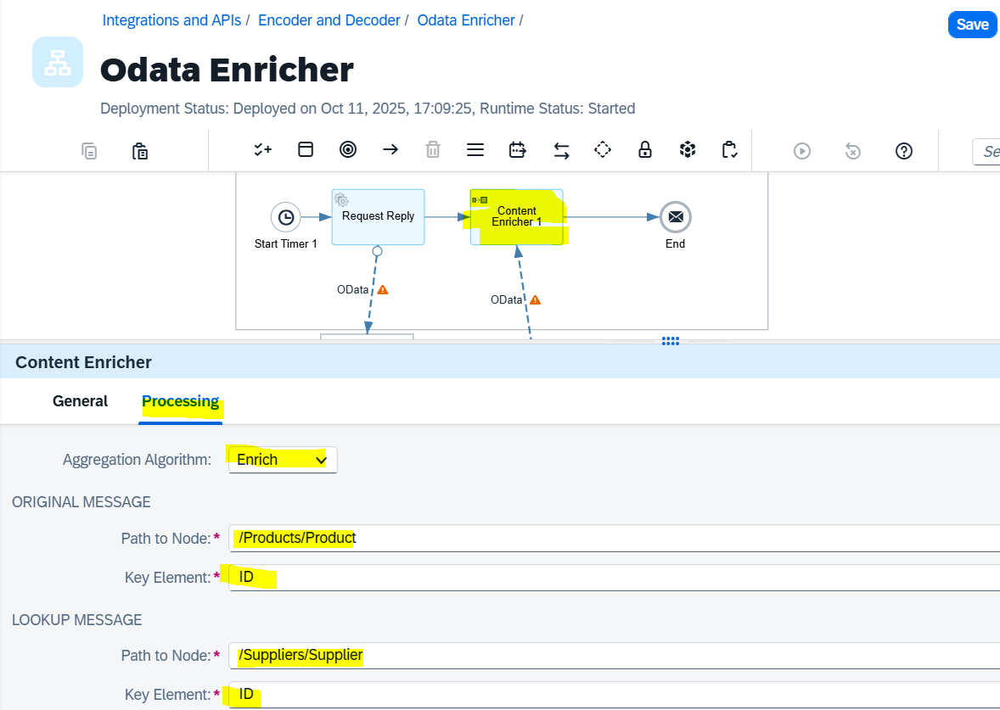 Integrations and APIs / Encoder and Decoder / Odata Enricher /
Save
Odata Enricher
Deployment Status: Deployed on Oct 11, 2025, 17:09:25, Runtime Status: Started
Se
Request Reply
Content
Enricher 1
Start Timer 1
End
OData
OData
Content Enricher
General
Processing
Aggregation Algorithm: Enrich
ORIGINAL MESSAGE
Path to Node:* /Products/Product
Key Element:* ID
LOOKUP MESSAGE
Path to Node:* /Suppliers/Supplier
Key Element:* ID